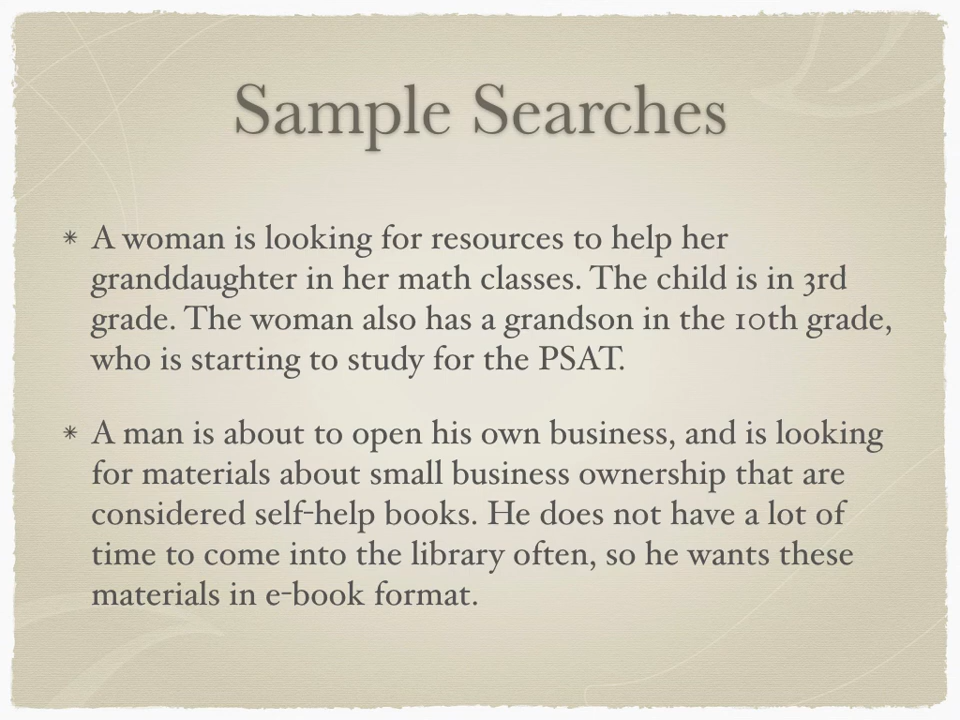 Sample Searches
* A woman is looking for resources to help her
granddaughter in her math classes. The child is in 3rd
grade. The woman also has a grandson in the 10th grade,
who is starting to study for the PSAT.
* A man is about to open his own business, and is looking
for materials about small business ownership that are
considered self-help books. He does not have a lot of
time to come into the library often, so he wants these
materials in e-book format.